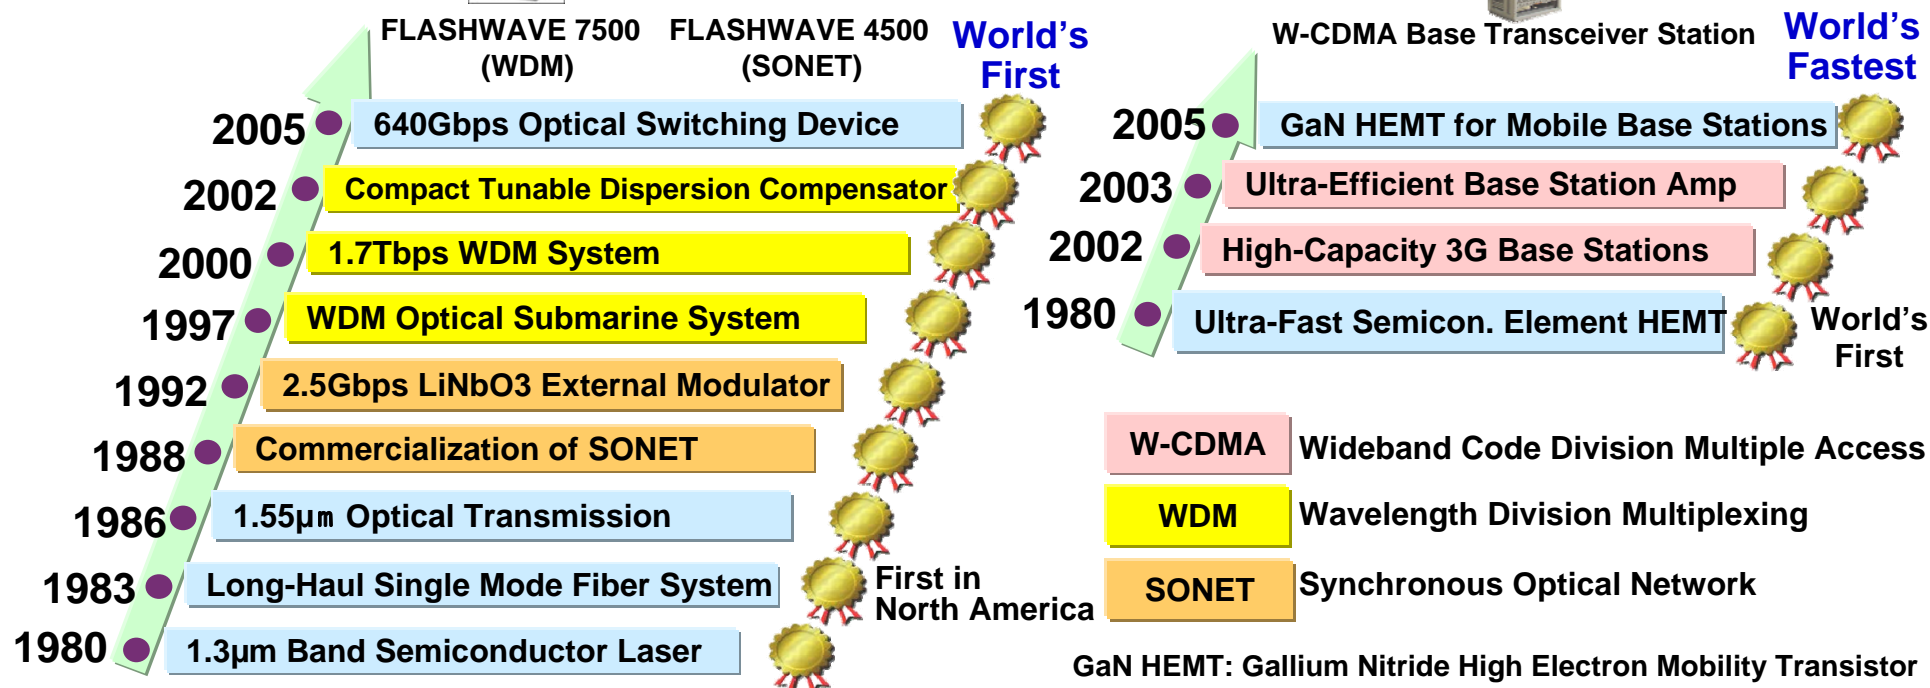 FLASHWAVE 7500
(WDM)
FLASHWAVE 4500
(SONET)
World's
First
2005
640Gbps Optical Switching Device
2002
Compact Tunable Dispersion Compensator
2000
1.7Tbps WDM System
1997
WDM Optical Submarine System
1992
2.5Gbps LiNbO3 External Modulator
1988
Commercialization of SONET
1986
1.55μm Optical Transmission
1983
Long-Haul Single Mode Fiber System
First in
North America
1980
1.3μm Band Semiconductor Laser
W-CDMA Base Transceiver Station
World's
Fastest
2005
GaN HEMT for Mobile Base Stations
2003
Ultra-Efficient Base Station Amp
2002
High-Capacity 3G Base Stations
1980
Ultra-Fast Semicon. Element HEMT
World's
First
W-CDMA
Wideband Code Division Multiple Access
WDM
Wavelength Division Multiplexing
SONET
Synchronous Optical Network
GaN HEMT: Gallium Nitride High Electron Mobility Transistor